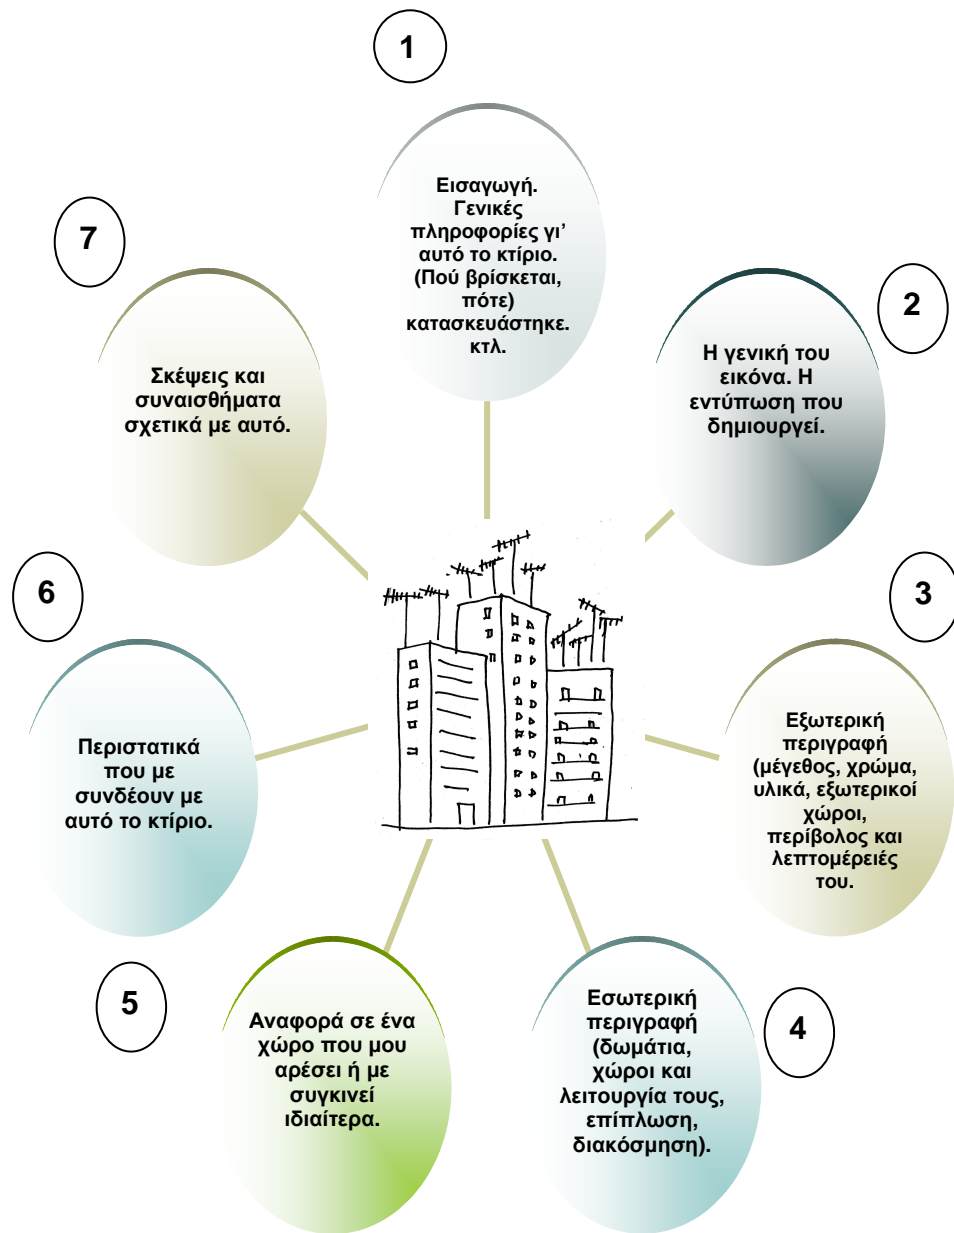 1
Εισαγωγή.
Γενικές
πληροφορίες γι'
αυτό το κτίριο.
(Πού βρίσκεται,
πότε)
κατασκευάστηκε.
κτλ.
2
Η γενική του
εικόνα. Η
εντύπωση που
δημιουργεί.
3
Εξωτερική
περιγραφή
(μέγεθος, χρώμα,
υλικά, εξωτερικοί
χώροι,
περίβολος και
λεπτομέρειές
του.
4
Εσωτερική
περιγραφή
(δωμάτια,
χώροι και
λειτουργία τους,
επίπλωση,
διακόσμηση).
5
Αναφορά σε ένα
χώρο που μου
αρέσει ή με
συγκινεί
ιδιαίτερα.
6
Περιστατικά
που με
συνδέουν με
αυτό το κτίριο.
7
Σκέψεις και
συναισθήματα
σχετικά με αυτό.